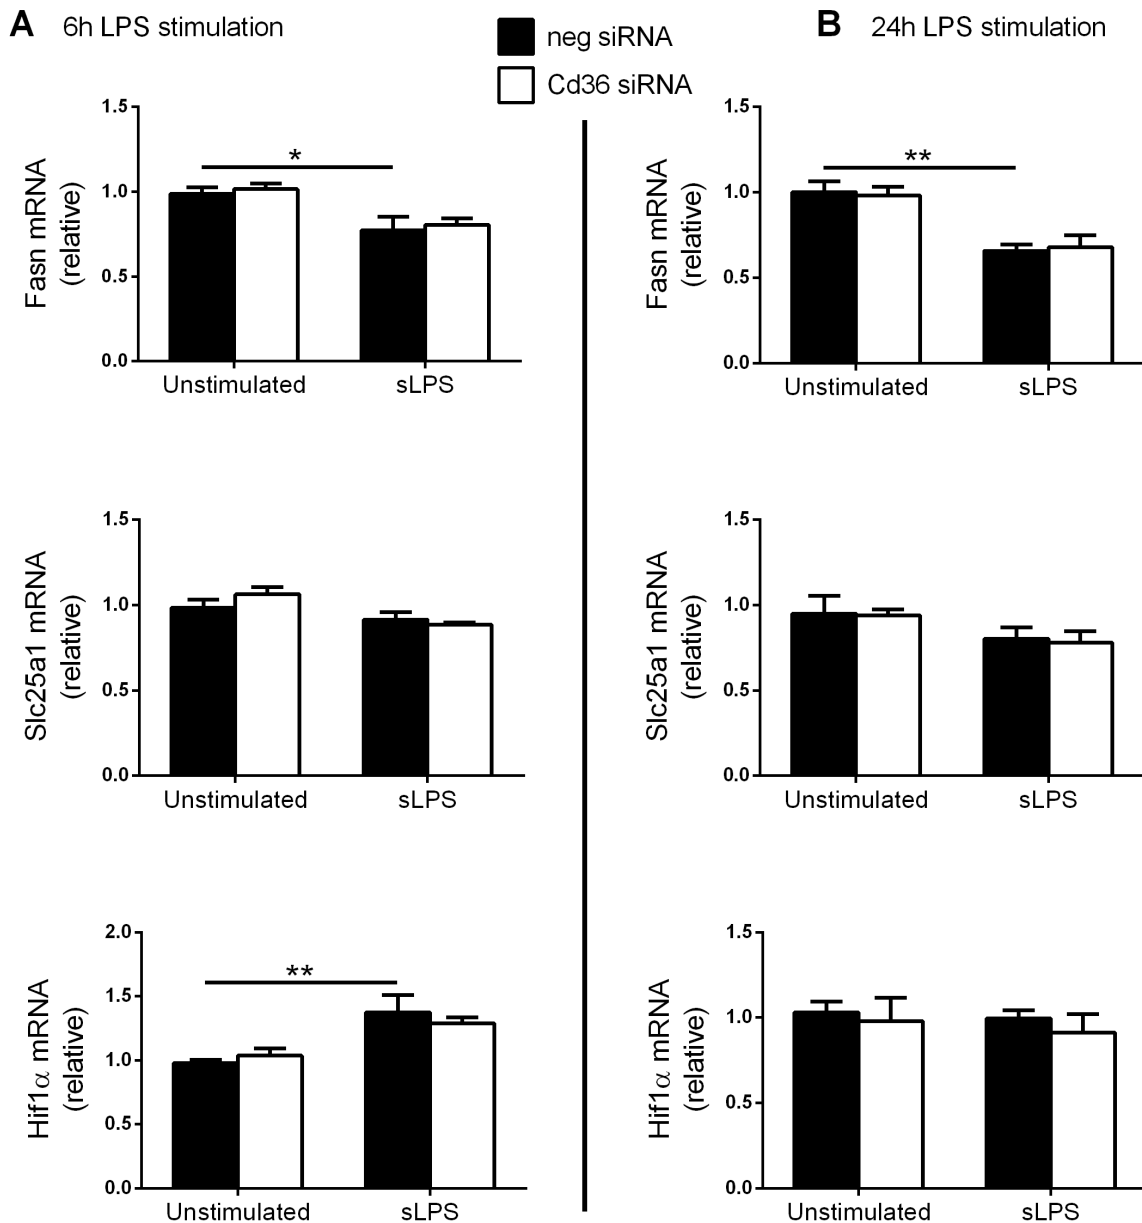 A 6h LPS stimulation
neg siRNA
Cd36 siRNA
B 24h LPS stimulation
Fasn mRNA
(relative)
1.5
1.0
0.5
0.0
*
Unstimulated sLPS
Fasn mRNA
(relative)
1.5
1.0
0.5
0.0
**
Unstimulated sLPS
Slc25a1 mRNA
(relative)
1.5
1.0
0.5
0.0
Unstimulated sLPS
Slc25a1 mRNA
(relative)
1.5
1.0
0.5
0.0
Unstimulated sLPS
Hif1α mRNA
(relative)
2.0
1.5
1.0
0.5
0.0
**
Unstimulated sLPS
Hif1α mRNA
(relative)
1.5
1.0
0.5
0.0
Unstimulated sLPS